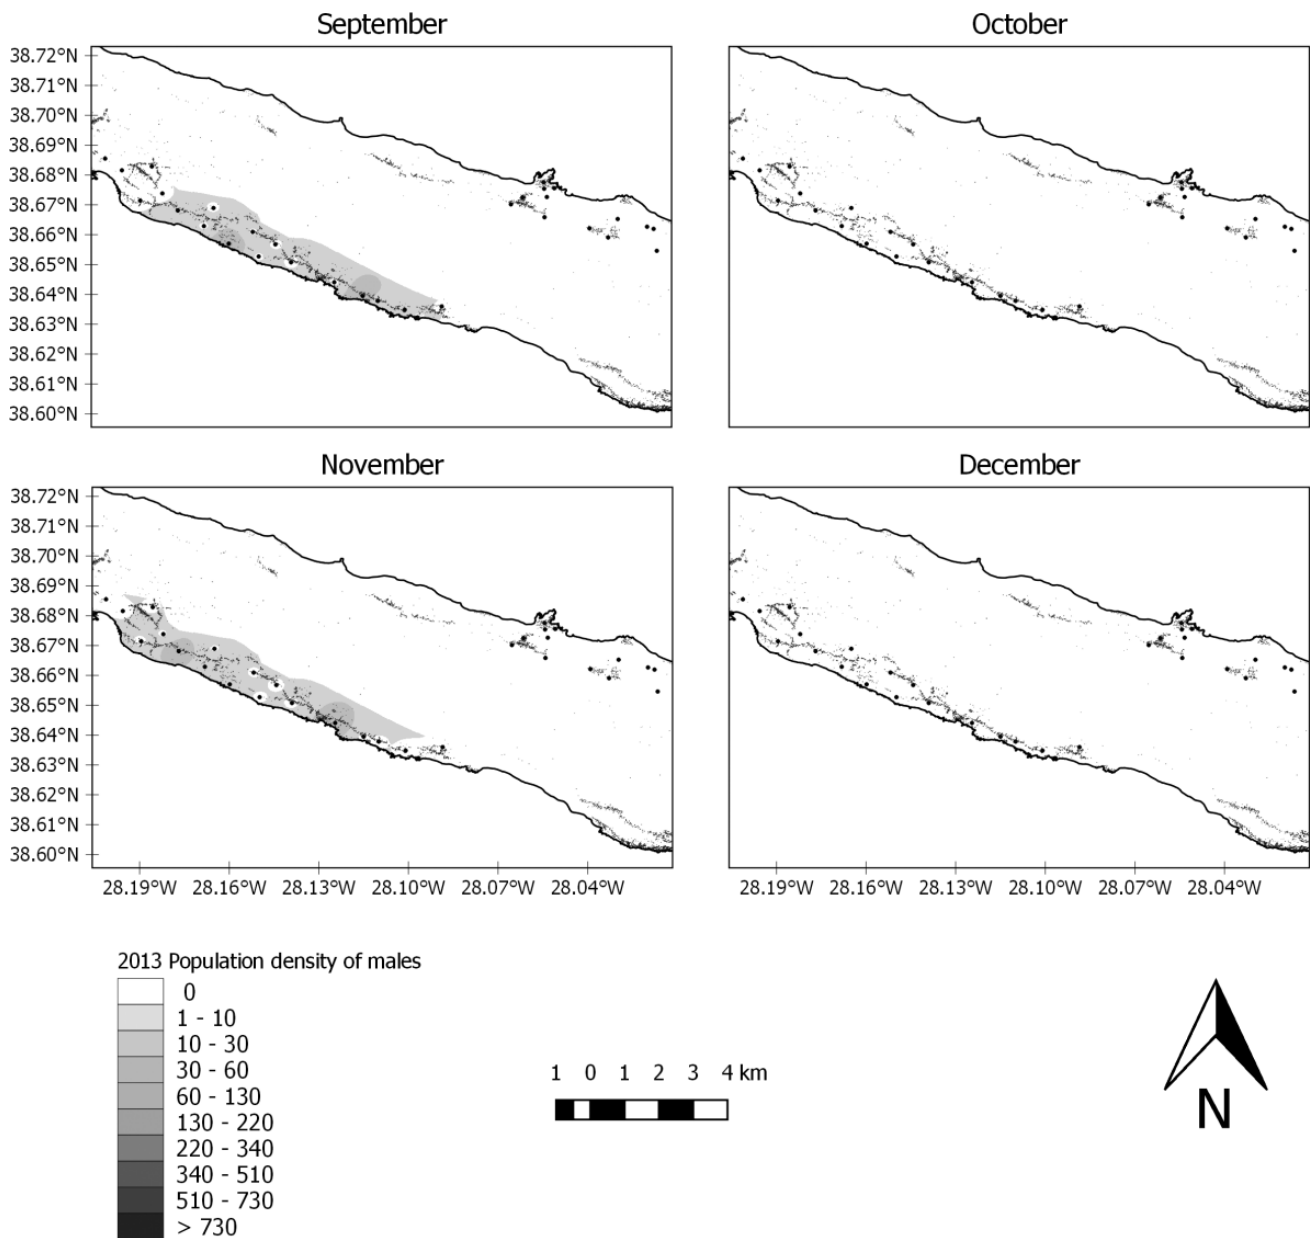 September
October
38.72°N
38.71°N
38.70°N
38.69°N
38.68°N
38.67°N
38.66°N
38.65°N
38.64°N
38.63°N
38.62°N
38.61°N
38.60°N
November
December
38.72°N
38.71°N
38.70°N
38.69°N
38.68°N
38.67°N
38.66°N
38.65°N
38.64°N
38.63°N
38.62°N
38.61°N
38.60°N
28.19°W 28.16°W 28.13°W 28.10°W 28.07°W 28.04°W
28.19°W 28.16°W 28.13°W 28.10°W 28.07°W 28.04°W
2013 Population density of males
0
1 - 10
10 - 30
30 - 60
60 - 130
130 - 220
220 - 340
340 - 510
510 - 730
> 730
1 0 1 2 3 4 km
N